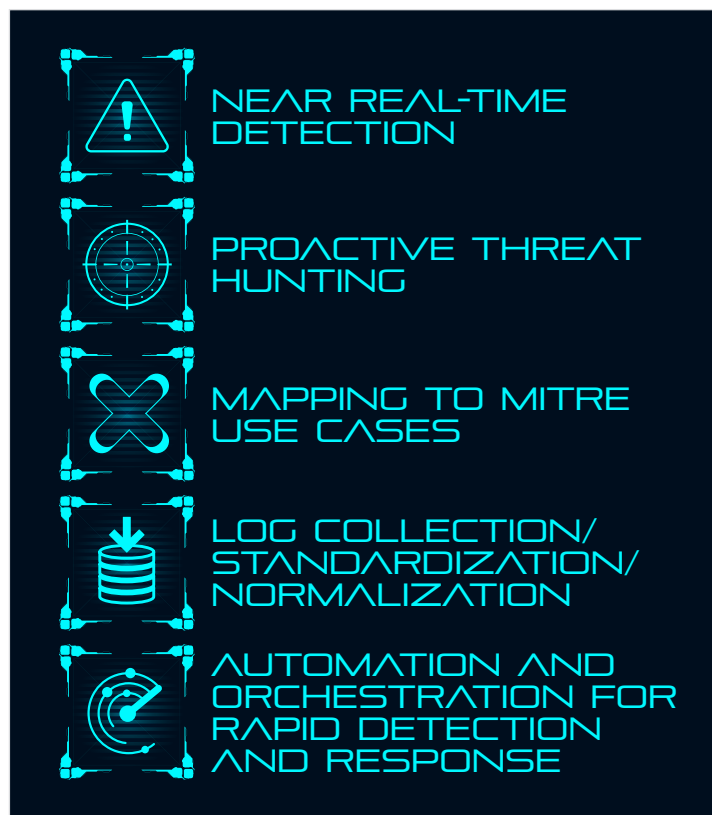 NEAR REAL-TIME
DETECTION
PROACTIVE THREAT
HUNTING
MAPPING TO MITRE
USE CASES
LOG COLLECTION/
STANDARDIZATION/
NORMALIZATION
AUTOMATION AND
ORCHESTRATION FOR
RAPID DETECTION
AND RESPONSE